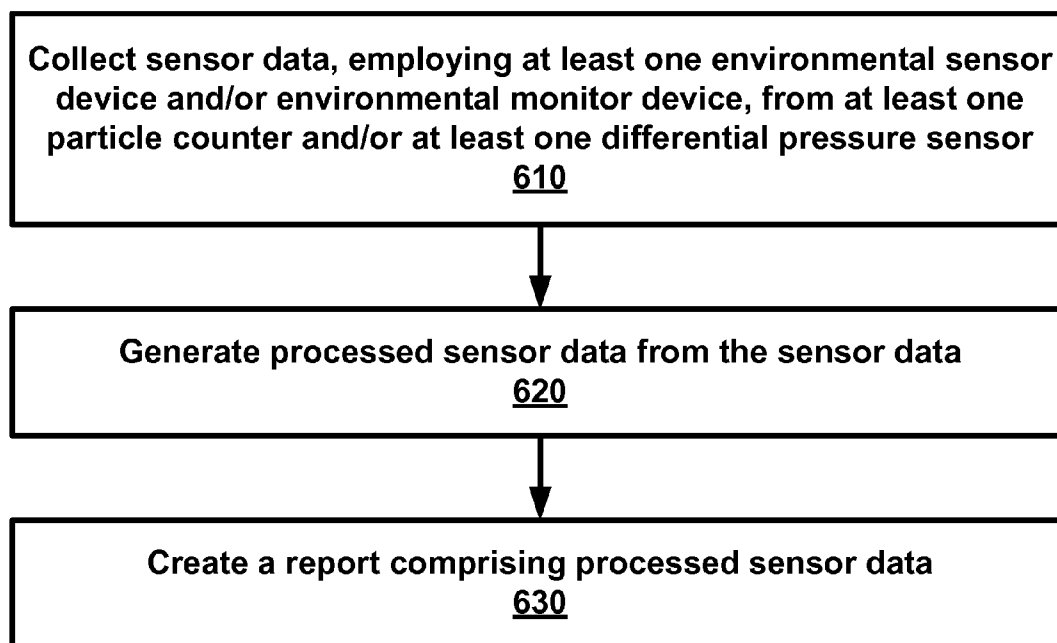 Collect sensor data, employing at least one environmental sensor
device and/or environmental monitor device, from at least one
particle counter and/or at least one differential pressure sensor
610
Generate processed sensor data from the sensor data
620
Create a report comprising processed sensor data
630